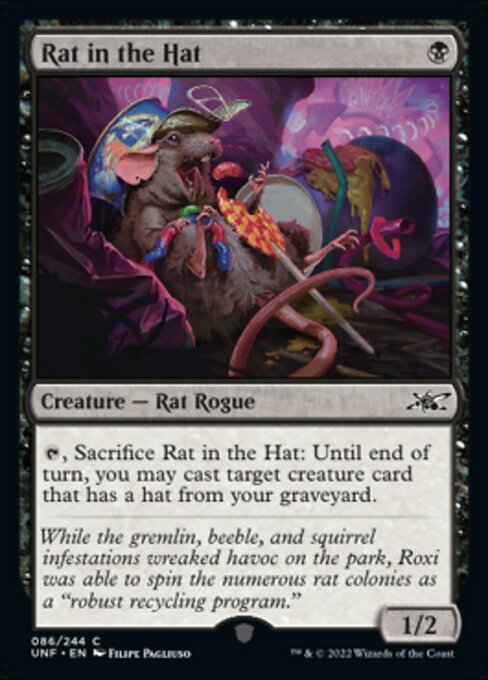 Rat in the Hat
Creature — Rat Rogue
, Sacrifice Rat in the Hat: Until end of
turn, you may cast target creature card
that has a hat from your graveyard.
While the gremlin, beeble, and squirrel
infestations wreaked havoc on the park, Roxi
was able to spin the numerous rat colonies as
a “robust recycling program.”
1/2
086/244 C
UNF • EN Filipe Pagliuso
™ & © 2022 Wizards of the Coast